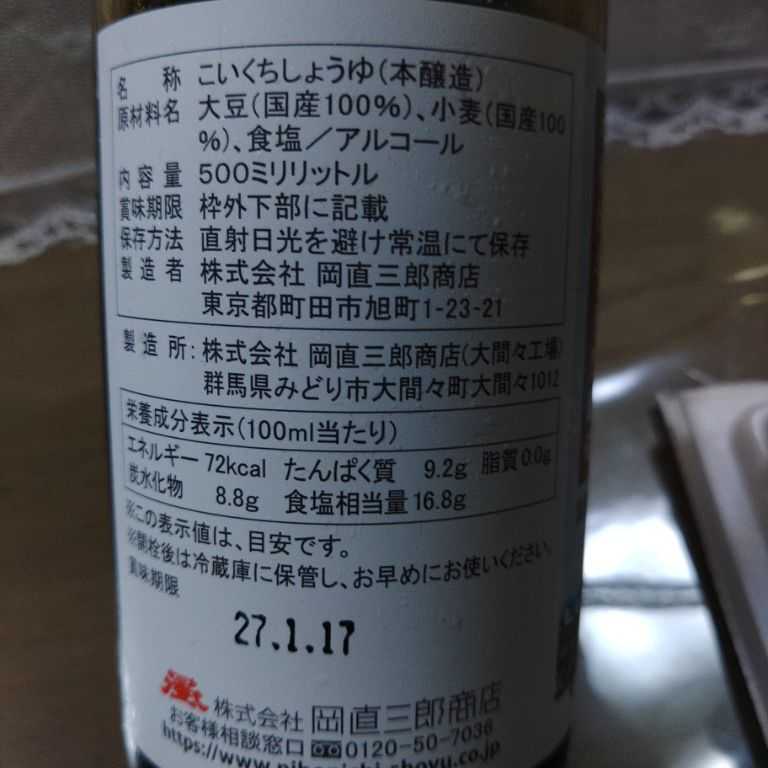 名称 こいくちしょうゆ(本醸造)
原材料名 大豆(国産100%)、小麦(国産100
%)、食塩/アルコール
内容量 500ミリリットル
賞味期限 枠外下部に記載
保存方法 直射日光を避け常温にて保存
製造者 株式会社 岡直三郎商店
東京都町田市旭町1-23-21
製造所:株式会社 岡直三郎商店(大間々工場)
群馬県みどり市大間々町大間々1012
栄養成分表示(100ml当たり)
エネルギー 72kcal たんぱく質 9.2g 脂質 0.0g
炭水化物 8.8g 食塩相当量 16.8g
※この表示値は、目安です。
※開栓後は冷蔵庫に保管し、お早めにお使いください。
賞味期限
27.1.17
株式会社 岡直三郎商店
お客様相談窓口 0120-50-7036
https://www.nihonichi-shoyu.co.jp